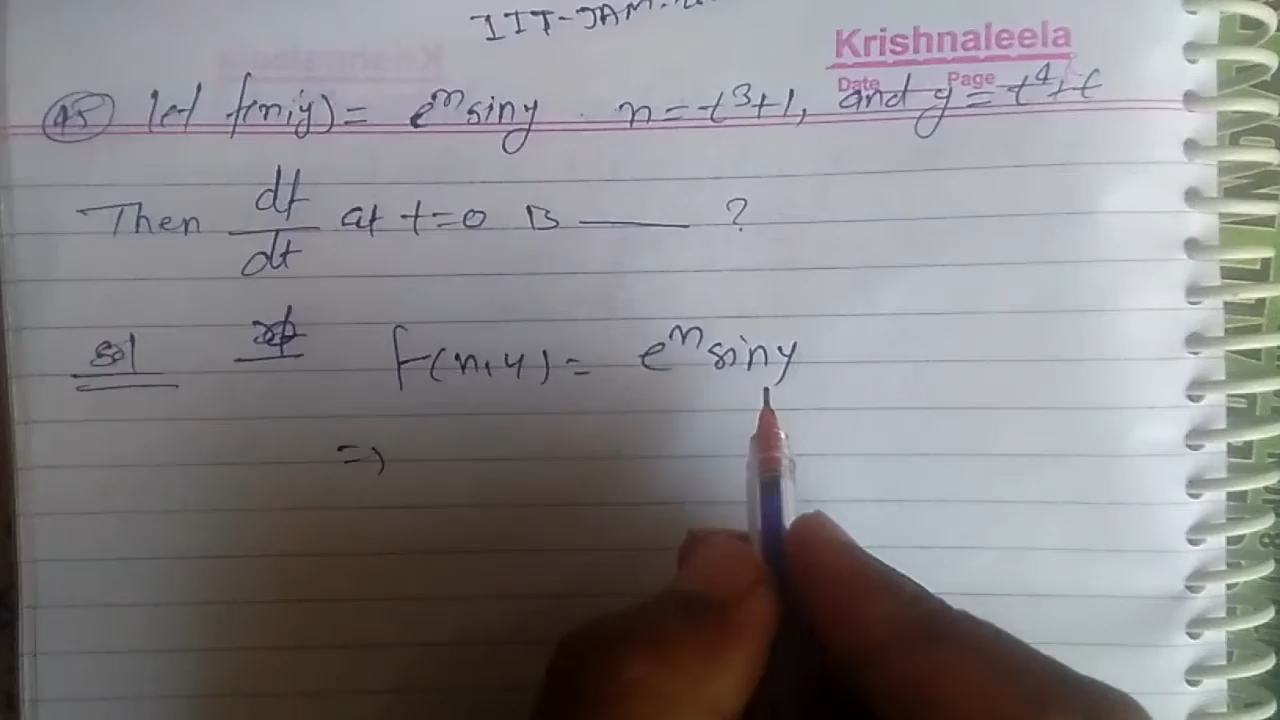 IIT-JAM
Krishnaleela
Date Page
45 let f(x,y) = e^x sin y . x = t^3+1, and y = t^4+t
Then df/dt at t=0 is ——— ?
Sol f(x,y) = e^x sin y
=>